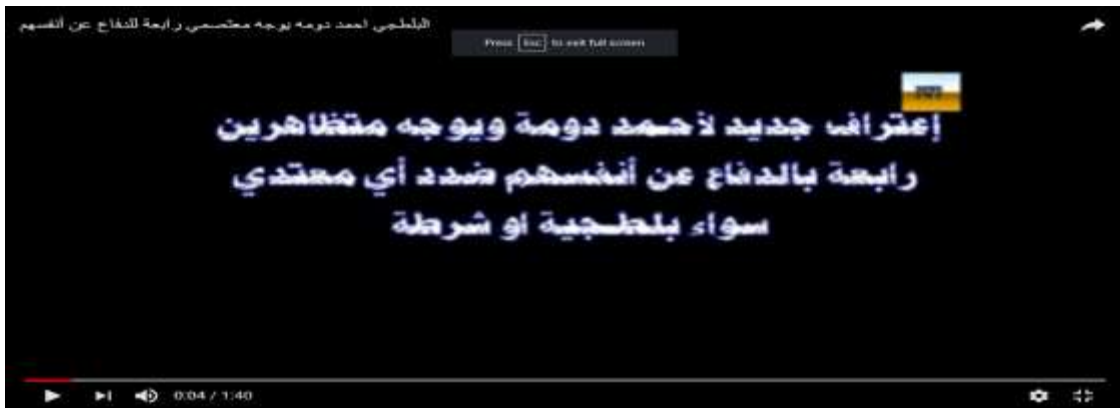 البلطجي احمد دومه يوجه معتصمي رابعة للدفاع عن أنفسهم
Press Esc to exit full screen
إعتراف جديد لأحمد دومة ويوجه متظاهرين
رابعة بالدفاع عن أنفسهم ضدد أي معتدي
سواء بلطجية او شرطة
0:04 / 1:40